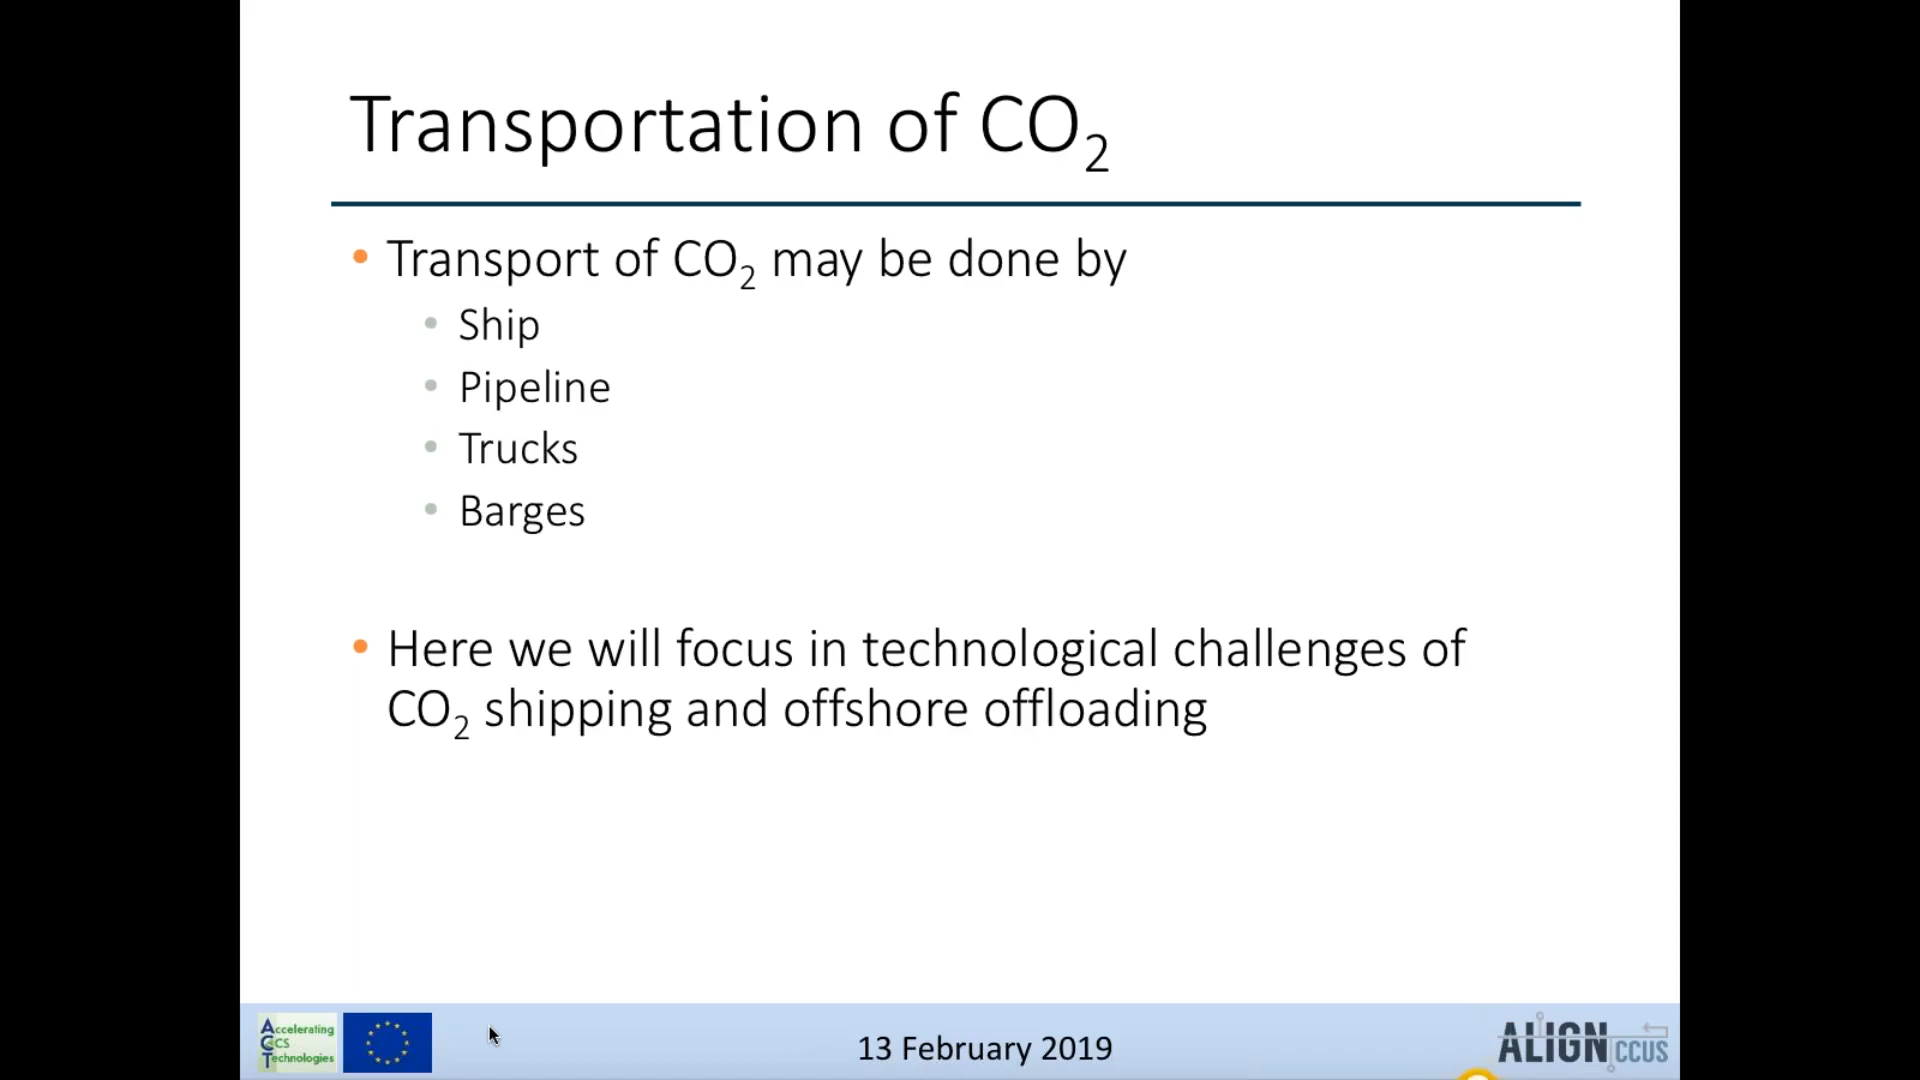 Transportation of CO₂
• Transport of CO₂ may be done by
• Ship
• Pipeline
• Trucks
• Barges
• Here we will focus in technological challenges of
CO₂ shipping and offshore offloading
Accelerating
CS
Technologies
13 February 2019
ALIGN CCUS